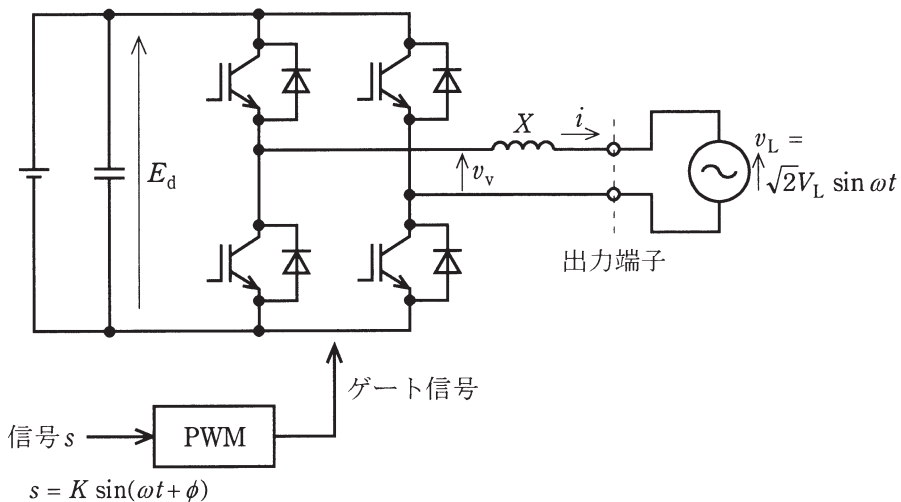 E_d
v_v
X
i
v_L =
√2V_L sin ωt
出力端子
ゲート信号
信号 s
PWM
s = K sin(ωt + ϕ)